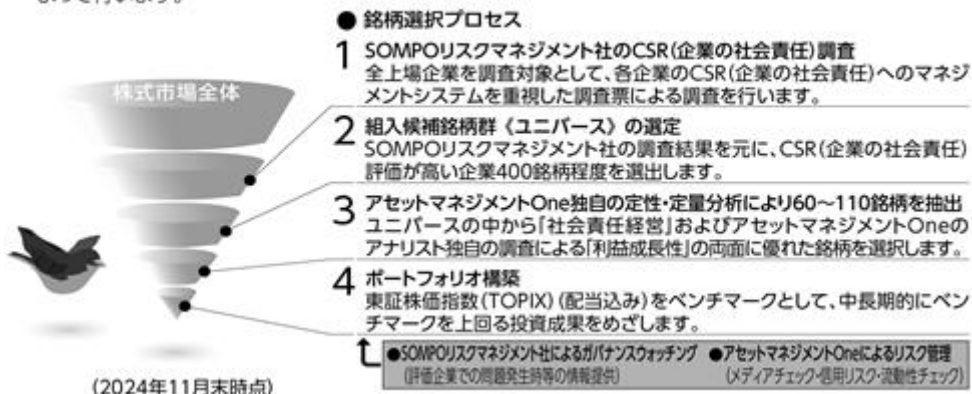 ● 銘柄選択プロセス
1 SOMPOリスクマネジメント社のCSR(企業の社会責任)調査
全上場企業を調査対象として、各企業のCSR(企業の社会責任)へのマネジ
メントシステムを重視した調査票による調査を行います。
株式市場全体
2 組入候補銘柄群《ユニバース》の選定
SOMPOリスクマネジメント社の調査結果を元に、CSR(企業の社会責任)
評価が高い企業400銘柄程度を選出します。
3 アセットマネジメントOne独自の定性・定量分析により60~110銘柄を抽出
ユニバースの中から「社会責任経営」およびアセットマネジメントOneの
アナリスト独自の調査による「利益成長性」の両面に優れた銘柄を選択します。
4 ポートフォリオ構築
東証株価指数(TOPIX)(配当込み)をベンチマークとして、中長期的にベン
チマークを上回る投資成果をめざします。
●SOMPOリスクマネジメント社によるガバナンスウォッチング ●アセットマネジメントOneによるリスク管理
(評価企業での問題発生時等の情報提供) (メディアチェック・信用リスク・流動性チェック)
(2024年11月末時点)